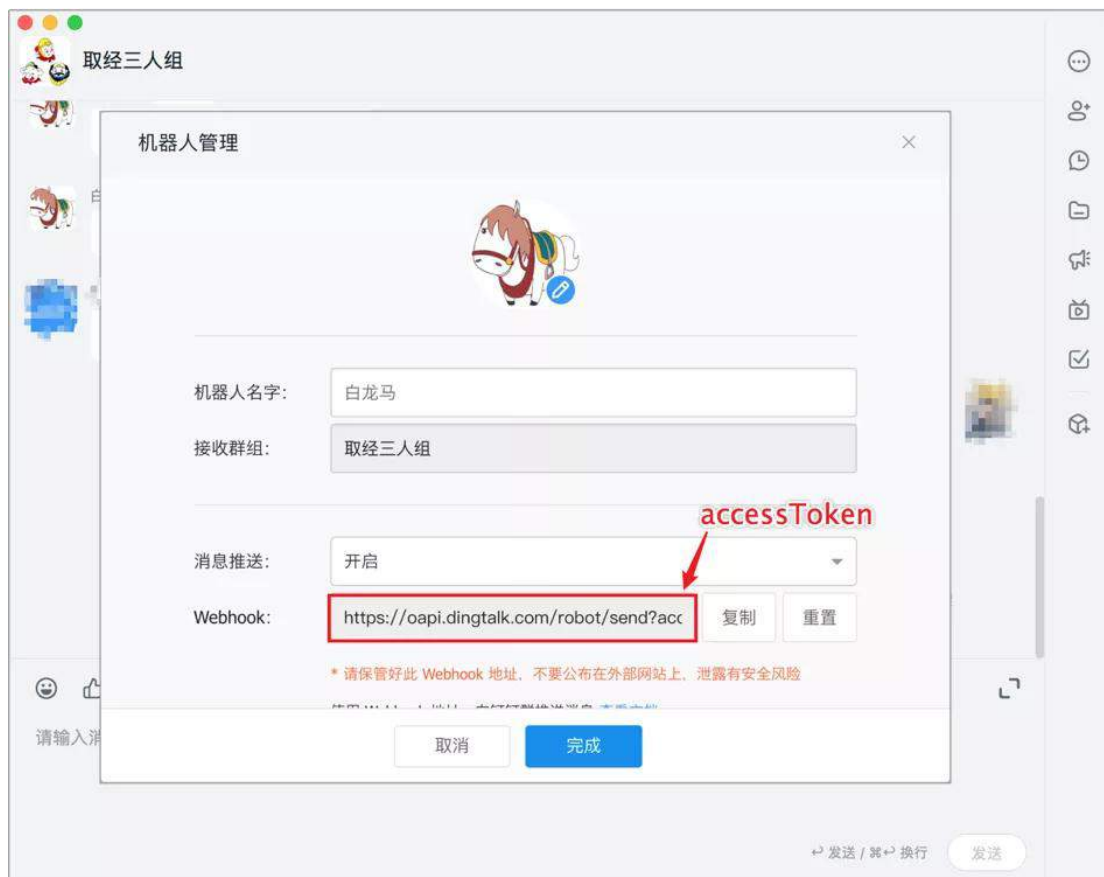 取经三人组
机器人管理
机器人名字:
白龙马
接收群组:
取经三人组
accessToken
消息推送:
开启
Webhook:
https://oapi.dingtalk.com/robot/send?acc
复制
重置
* 请保管好此 Webhook 地址，不要公布在外部网站上，泄露有安全风险
取消
完成
请输入消
↩ 发送 / ⌘↩ 换行
发送